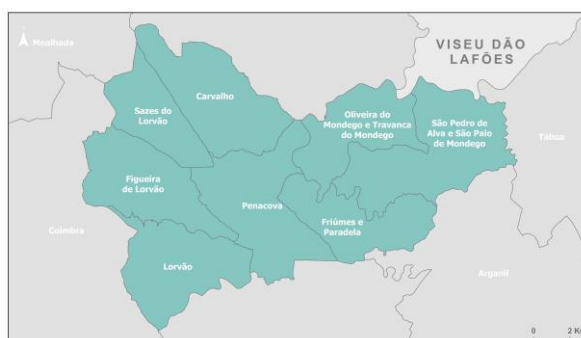 Mealhada
VISEU DÃO
LAFÕES
Carvalho
Sazes do
Lorvão
Oliveira do
Mondego e Travanca
do Mondego
São Pedro de
Alva e São Paio
de Mondego
Tábua
Figueira
de Lorvão
Penacova
Friúmes e
Paradela
Coimbra
Lorvão
Arganil
0 2 K